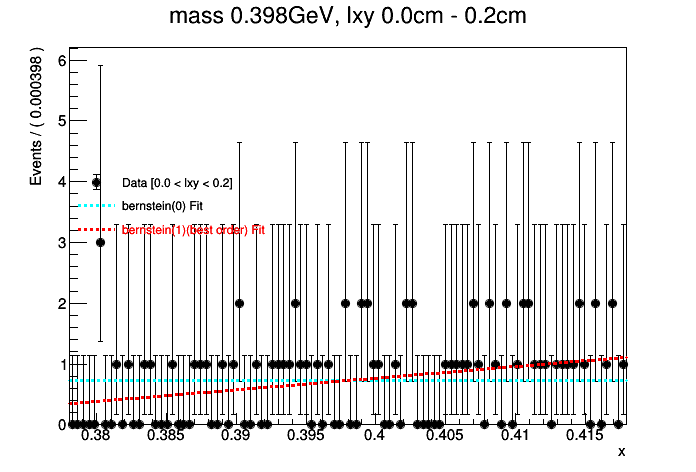 mass 0.398GeV, lxy 0.0cm - 0.2cm
Events / ( 0.000398 )
6
5
4
3
2
1
0
Data [0.0 < lxy < 0.2]
bernstein(0) Fit
bernstein(1)(best order) Fit
0.38 0.385 0.39 0.395 0.4 0.405 0.41 0.415
x